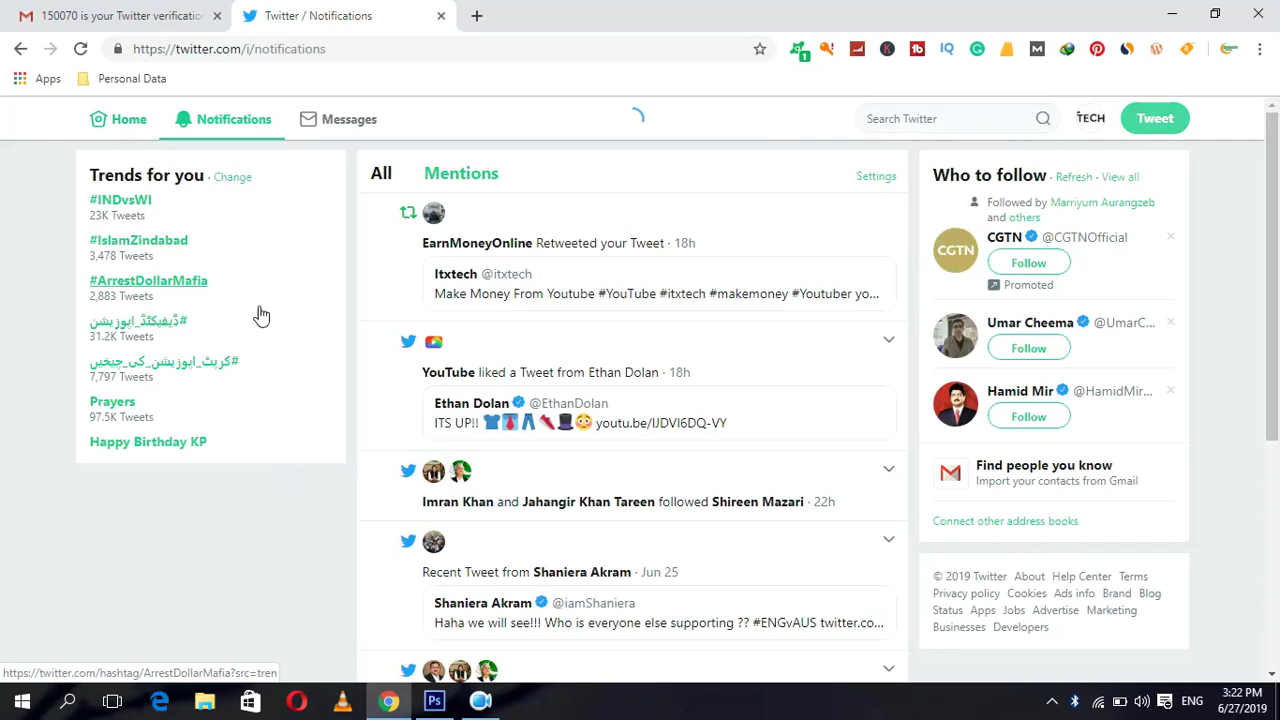 150070 is your Twitter verificatio
Twitter / Notifications
https://twitter.com/i/notifications
Apps
Personal Data
Home
Notifications
Messages
Search Twitter
TECH
Tweet
Trends for you · Change
#INDvsWI
23K Tweets
#IslamZindabad
3,478 Tweets
#ArrestDollarMafia
2,883 Tweets
#ڈیفیکٹڈ_اپوزیشن
31.2K Tweets
#کرپٹ_اپوزیشن_کی_چیخیں
7,797 Tweets
Prayers
97.5K Tweets
Happy Birthday KP
All
Mentions
Settings
EarnMoneyOnline Retweeted your Tweet · 18h
Itxtech @itxtech
Make Money From Youtube #YouTube #itxtech #makemoney #Youtuber yo...
YouTube liked a Tweet from Ethan Dolan · 18h
Ethan Dolan @EthanDolan
ITS UP!! 👕👔👖👠🎩😳 youtu.be/IJDVI6DQ-VY
Imran Khan and Jahangir Khan Tareen followed Shireen Mazari · 22h
Recent Tweet from Shaniera Akram · Jun 25
Shaniera Akram @iamShaniera
Haha we will see!!! Who is everyone else supporting ?? #ENGvAUS twitter.co...
Who to follow · Refresh · View all
Followed by Marriyum Aurangzeb
and others
CGTN @CGTNOfficial
Follow
Promoted
Umar Cheema @UmarC...
Follow
Hamid Mir @HamidMir...
Follow
Find people you know
Import your contacts from Gmail
Connect other address books
© 2019 Twitter About Help Center Terms
Privacy policy Cookies Ads info Brand Blog
Status Apps Jobs Advertise Marketing
Businesses Developers
https://twitter.com/hashtag/ArrestDollarMafia?src=tren
ENG
3:22 PM
6/27/2019